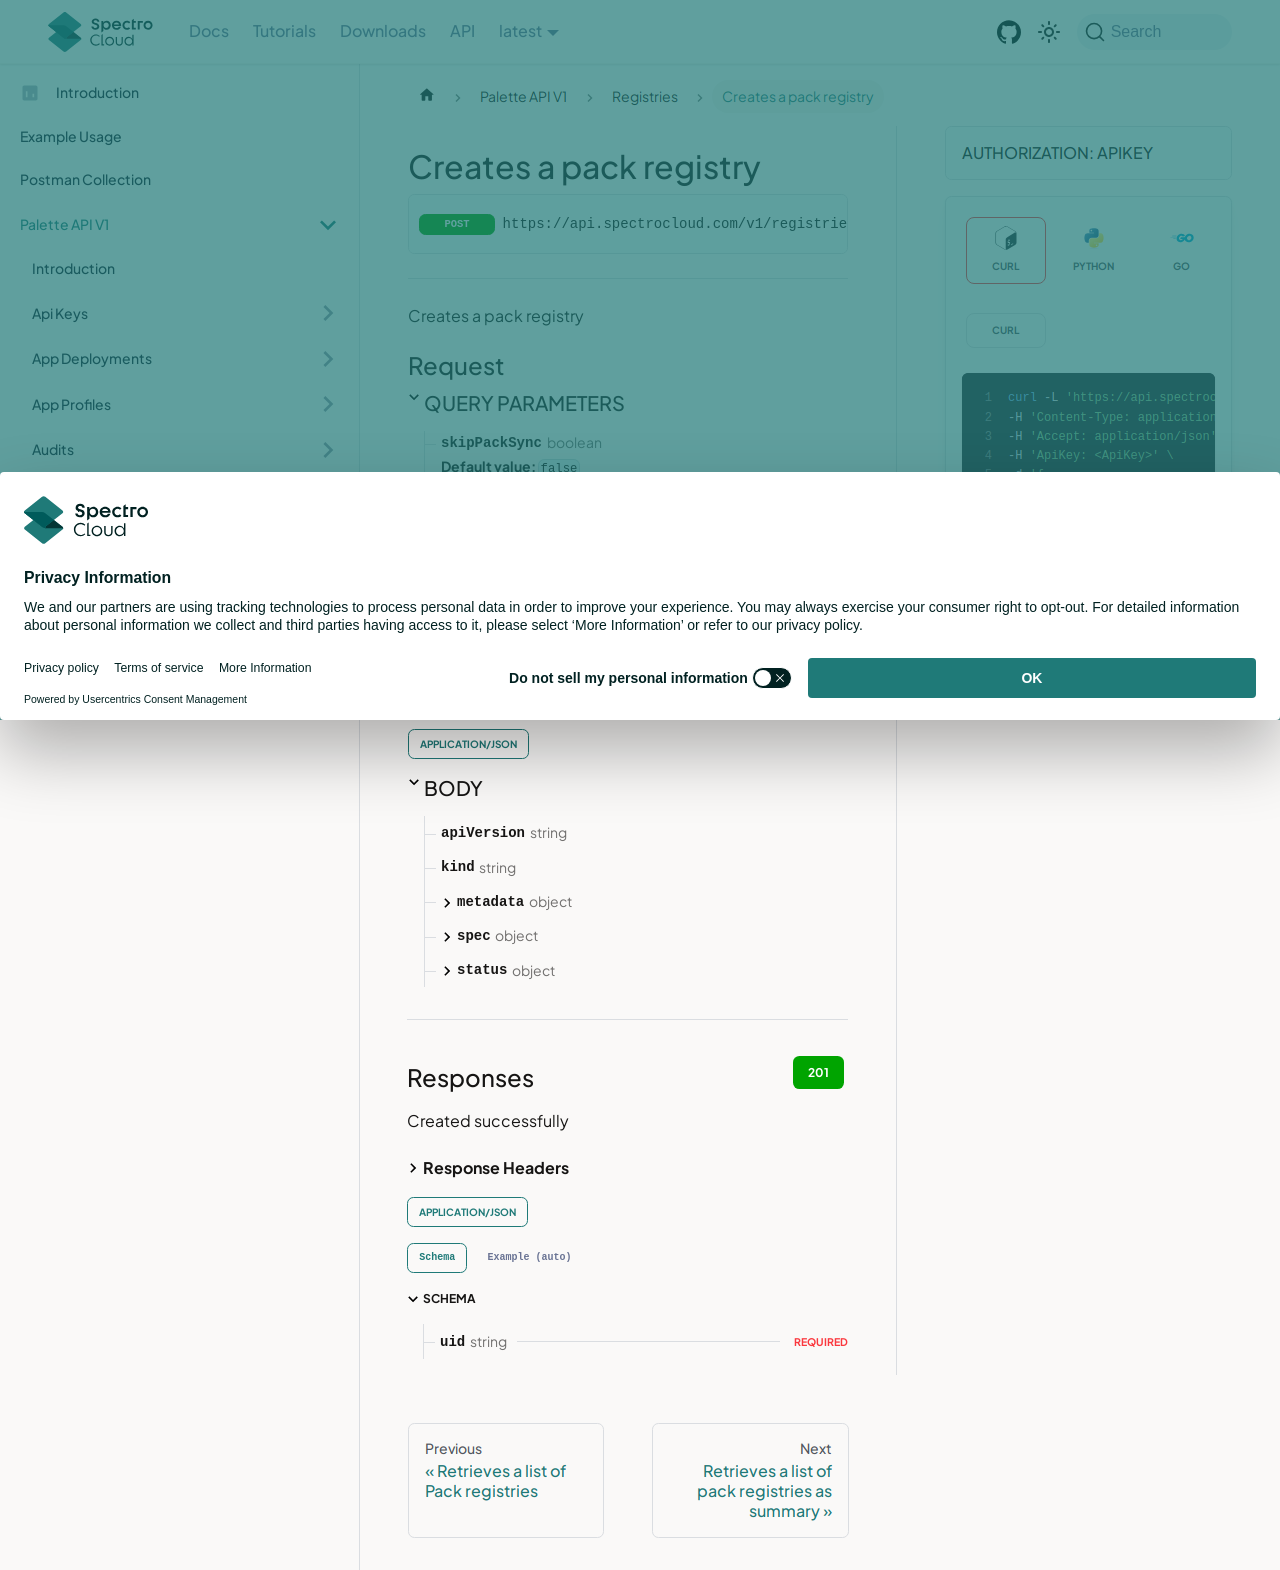 Spectro Cloud
Docs
Tutorials
Downloads
API
latest
Search
Introduction
Example Usage
Postman Collection
Palette API V1
Introduction
Api Keys
App Deployments
App Profiles
Audits
Palette API V1
Registries
Creates a pack registry
Creates a pack registry
POST https://api.spectrocloud.com/v1/registrie
Creates a pack registry
Request
QUERY PARAMETERS
skipPackSync boolean
Default value: false
AUTHORIZATION: APIKEY
CURL
PYTHON
GO
CURL
1 curl -L 'https://api.spectroc
2 -H 'Content-Type: application
3 -H 'Accept: application/json'
4 -H 'ApiKey: <ApiKey>' \
Spectro Cloud
Privacy Information
We and our partners are using tracking technologies to process personal data in order to improve your experience. You may always exercise your consumer right to opt-out. For detailed information
about personal information we collect and third parties having access to it, please select ‘More Information’ or refer to our privacy policy.
Privacy policy
Terms of service
More Information
Powered by Usercentrics Consent Management
Do not sell my personal information
OK
APPLICATION/JSON
BODY
apiVersion string
kind string
metadata object
spec object
status object
Responses
201
Created successfully
Response Headers
APPLICATION/JSON
Schema
Example (auto)
SCHEMA
uid string
REQUIRED
Previous
« Retrieves a list of
Pack registries
Next
Retrieves a list of
pack registries as
summary »